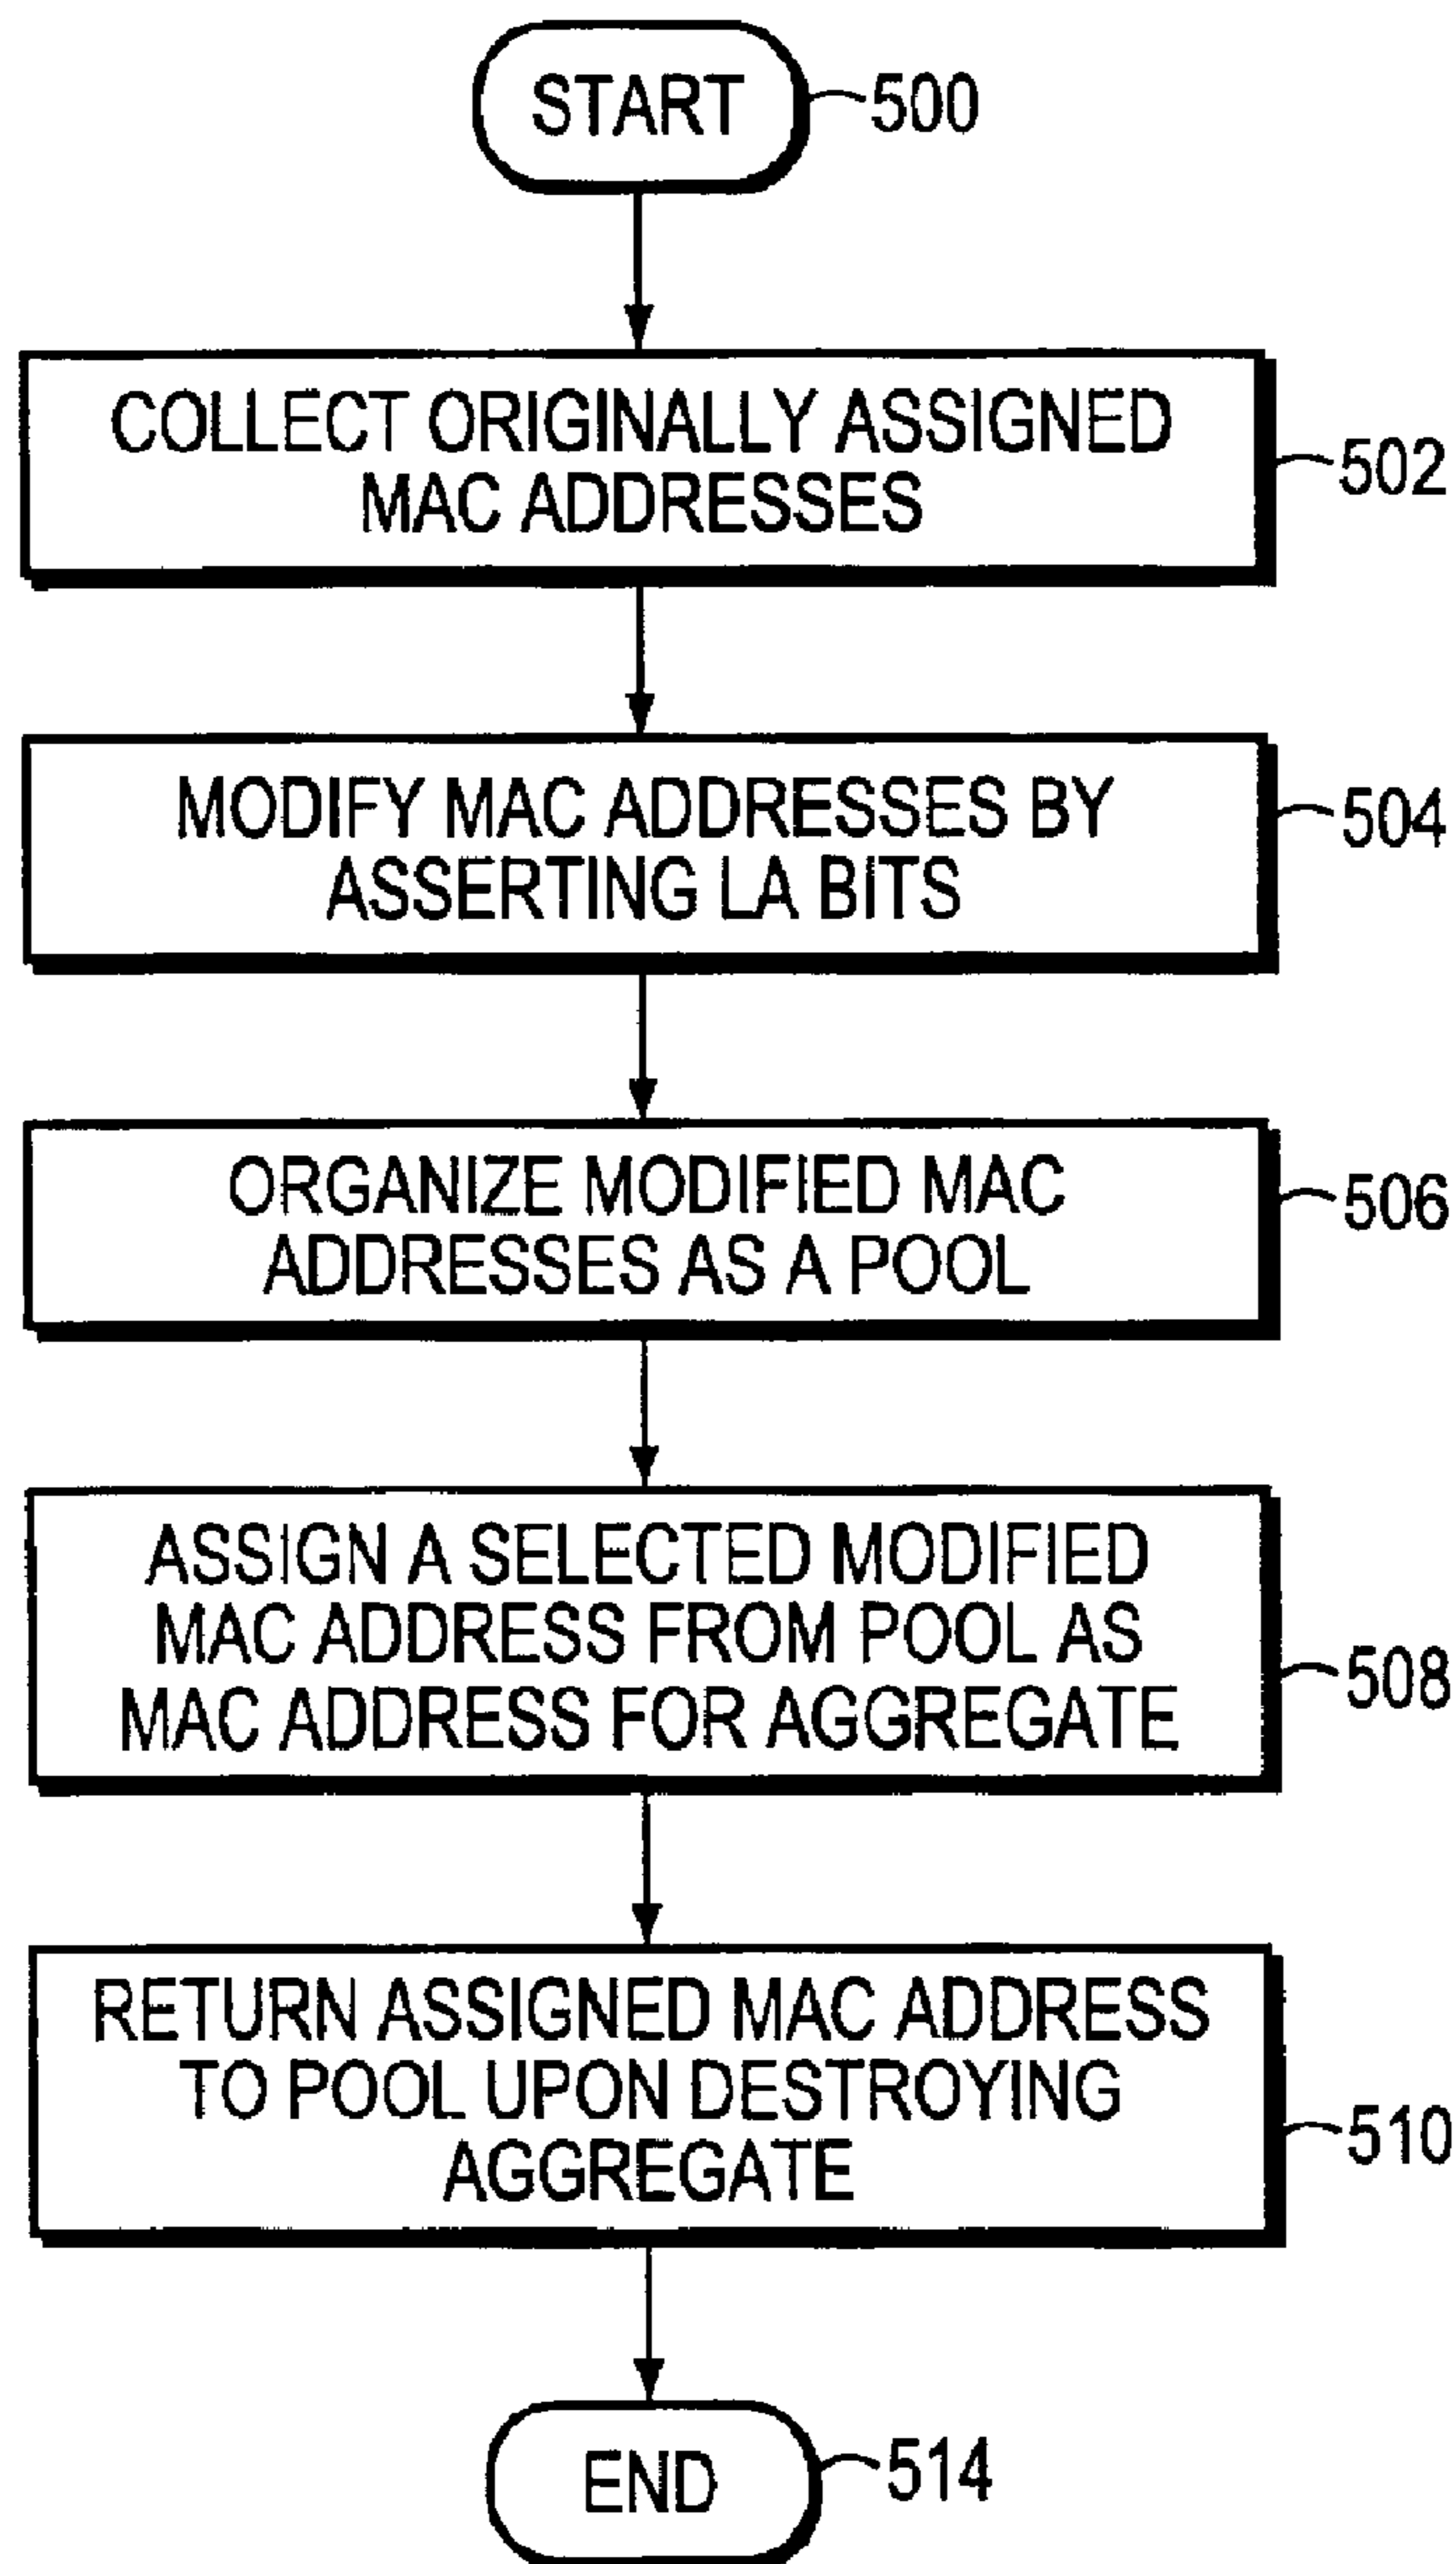 START
500
COLLECT ORIGINALLY ASSIGNED
MAC ADDRESSES
502
MODIFY MAC ADDRESSES BY
ASSERTING LA BITS
504
ORGANIZE MODIFIED MAC
ADDRESSES AS A POOL
506
ASSIGN A SELECTED MODIFIED
MAC ADDRESS FROM POOL AS
MAC ADDRESS FOR AGGREGATE
508
RETURN ASSIGNED MAC ADDRESS
TO POOL UPON DESTROYING
AGGREGATE
510
END
514